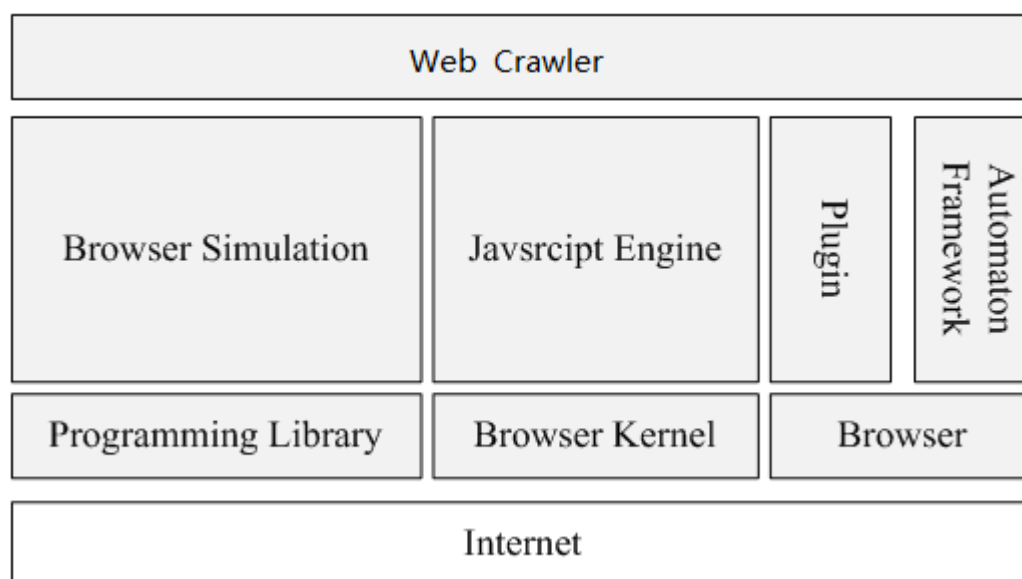 Web Crawler
Browser Simulation
Javsrcipt Engine
Plugin
Automaton
Framework
Programming Library
Browser Kernel
Browser
Internet